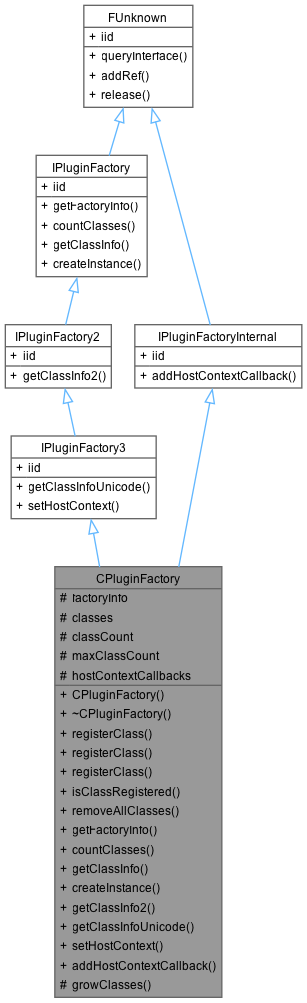 FUnknown
+ iid
+ queryInterface()
+ addRef()
+ release()
IPluginFactory
+ iid
+ getFactoryInfo()
+ countClasses()
+ getClassInfo()
+ createInstance()
IPluginFactory2
+ iid
+ getClassInfo2()
IPluginFactoryInternal
+ iid
+ addHostContextCallback()
IPluginFactory3
+ iid
+ getClassInfoUnicode()
+ setHostContext()
CPluginFactory
# factoryInfo
# classes
# classCount
# maxClassCount
# hostContextCallbacks
+ CPluginFactory()
+ ~CPluginFactory()
+ registerClass()
+ registerClass()
+ registerClass()
+ isClassRegistered()
+ removeAllClasses()
+ getFactoryInfo()
+ countClasses()
+ getClassInfo()
+ createInstance()
+ getClassInfo2()
+ getClassInfoUnicode()
+ setHostContext()
+ addHostContextCallback()
# growClasses()